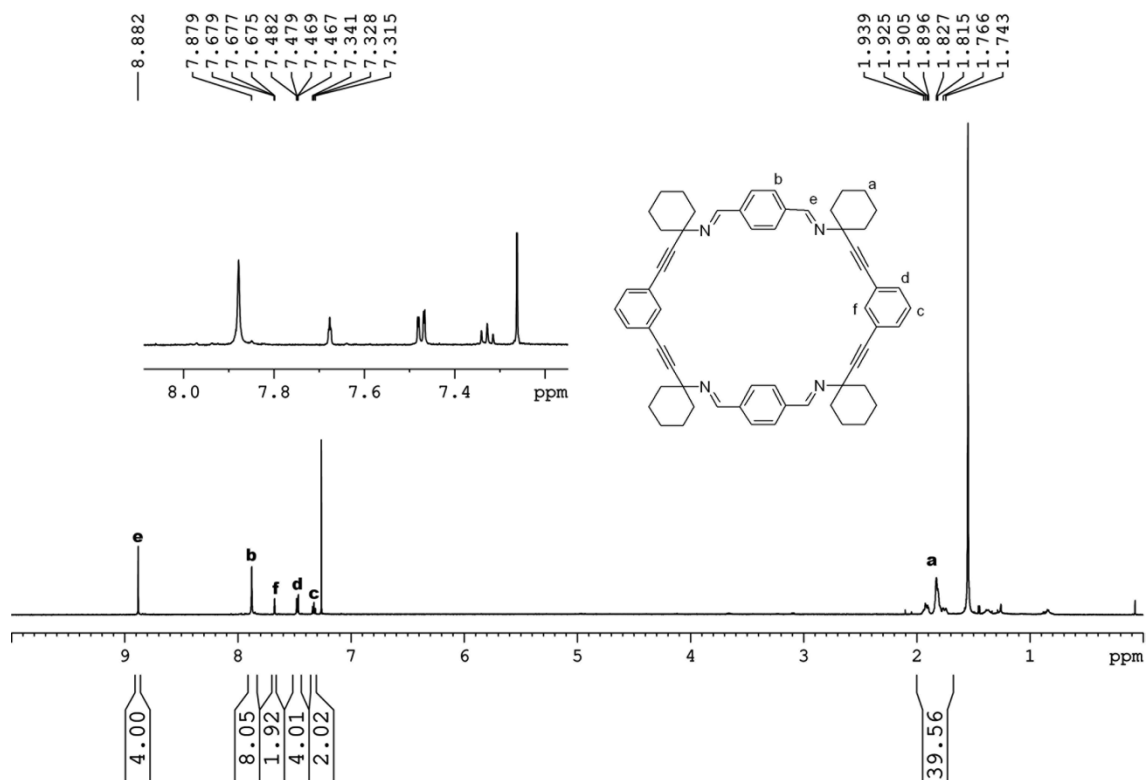 8.882
7.879
7.679
7.677
7.675
7.482
7.479
7.469
7.467
7.341
7.328
7.315
1.939
1.925
1.905
1.896
1.827
1.815
1.766
1.743
b
e
a
N
N
d
f
c
N
N
8.0 7.8 7.6 7.4 ppm
e
b
f
d
c
a
9 8 7 6 5 4 3 2 1 ppm
4.00
8.05
1.92
4.01
2.02
39.56